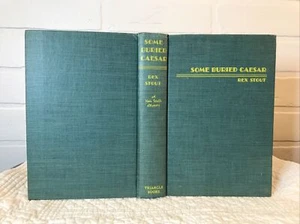 SOME
BURIED
CAESAR
REX
STOUT
TRIANGLE
BOOKS
SOME BURIED CAESAR
REX STOUT